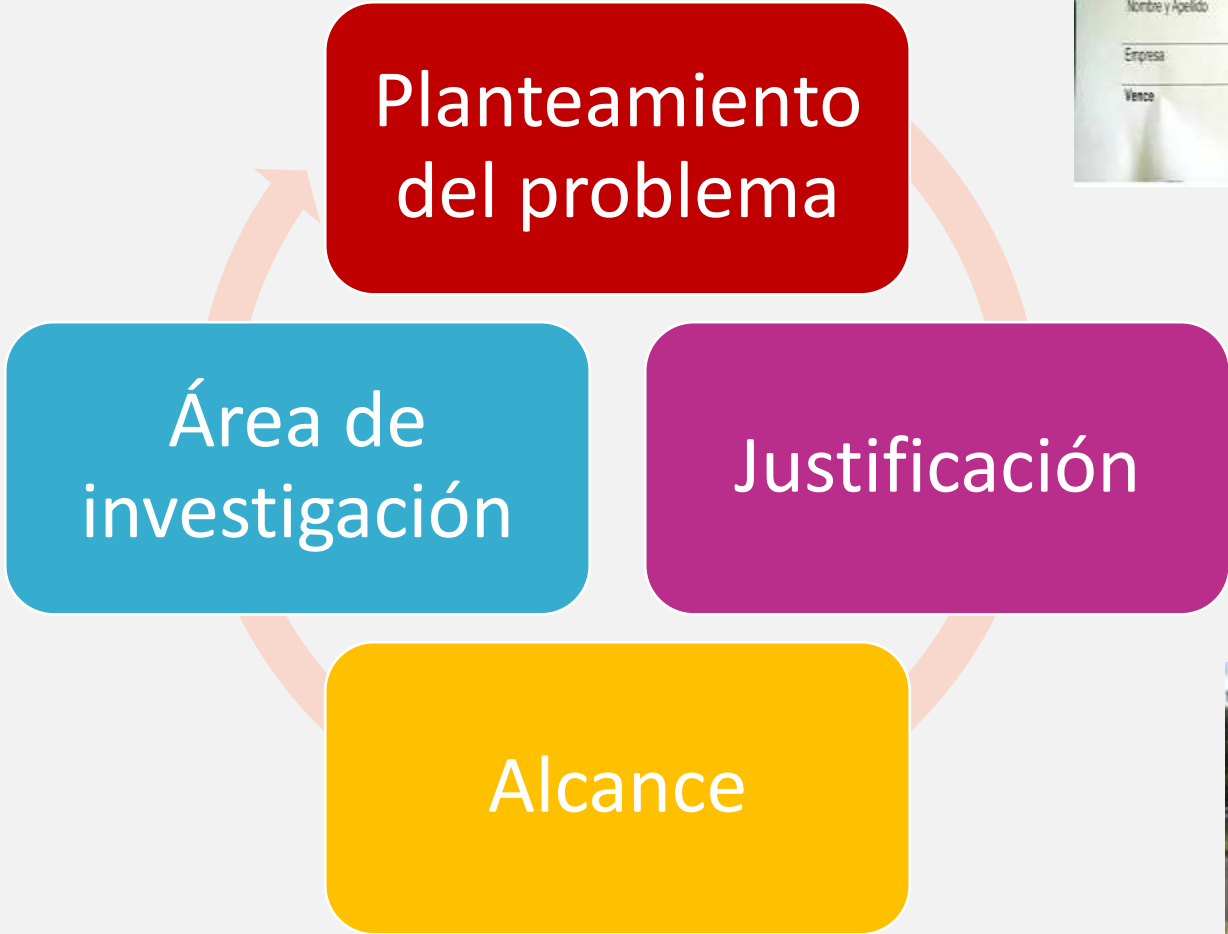 Nombre y Apellido
Empresa
Vence
Planteamiento
del problema
Área de
investigación
Justificación
Alcance